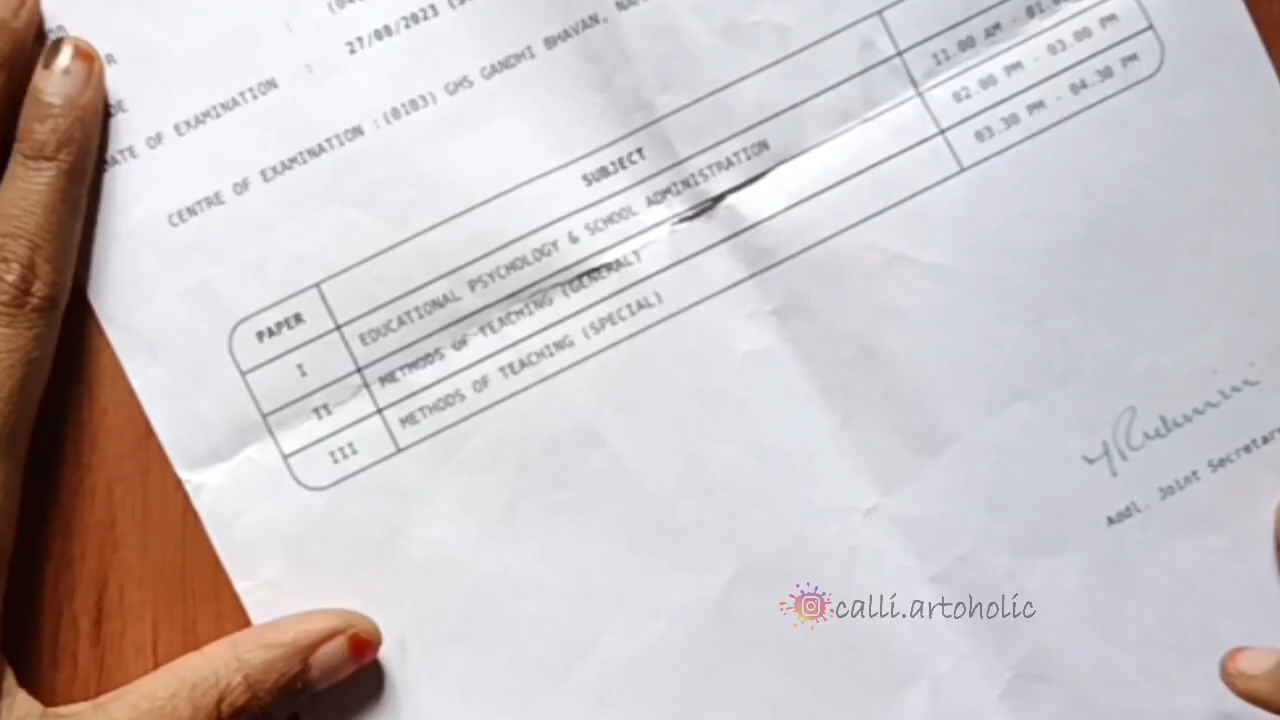 27/08/2023
DATE OF EXAMINATION :
CENTRE OF EXAMINATION :(0103) GHS GANDHI BHAVAN,
PAPER SUBJECT
I EDUCATIONAL PSYCHOLOGY & SCHOOL ADMINISTRATION 11.00 AM - 01.00
II METHODS OF TEACHING (GENERAL) 02.00 PM - 03.00 PM
III METHODS OF TEACHING (SPECIAL) 03.30 PM - 04.30 PM
Addl. Joint Secretary
calli.artoholic